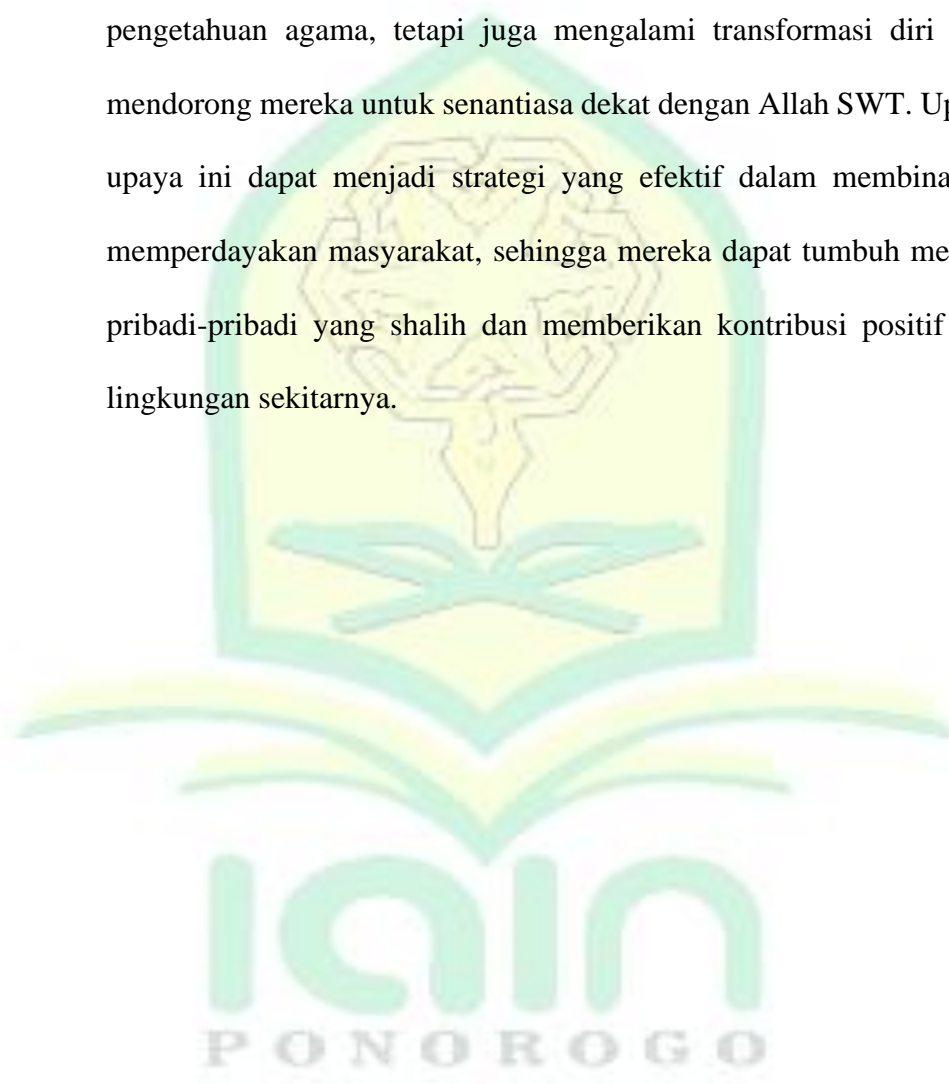 pengetahuan agama, tetapi juga mengalami transformasi diri
mendorong mereka untuk senantiasa dekat dengan Allah SWT.
upaya ini dapat menjadi strategi yang efektif dalam membina
memperdayakan masyarakat, sehingga mereka dapat tumbuh
pribadi-pribadi yang shalih dan memberikan kontribusi positif
lingkungan sekitarnya.
iain
PONOROGO